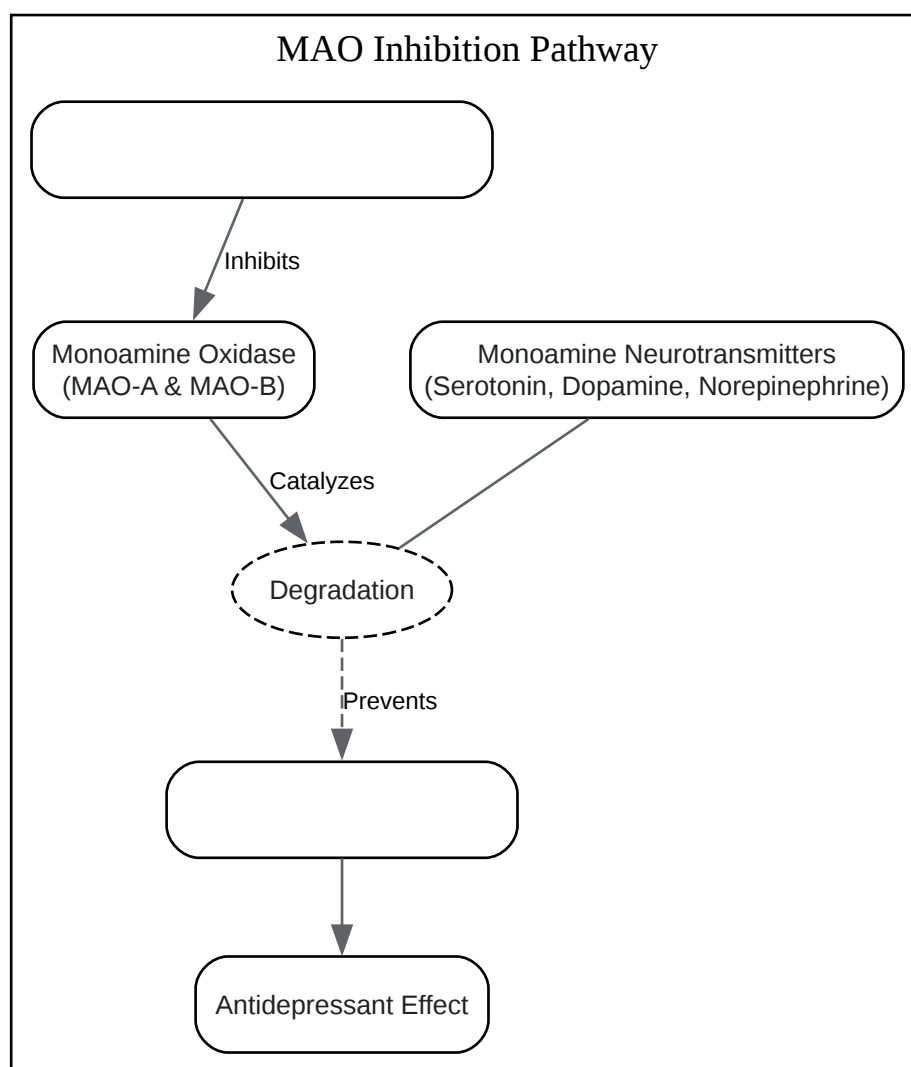 MAO Inhibition Pathway
Inhibits
Monoamine Oxidase
(MAO-A & MAO-B)
Monoamine Neurotransmitters
(Serotonin, Dopamine, Norepinephrine)
Catalyzes
Degradation
Prevents
Antidepressant Effect